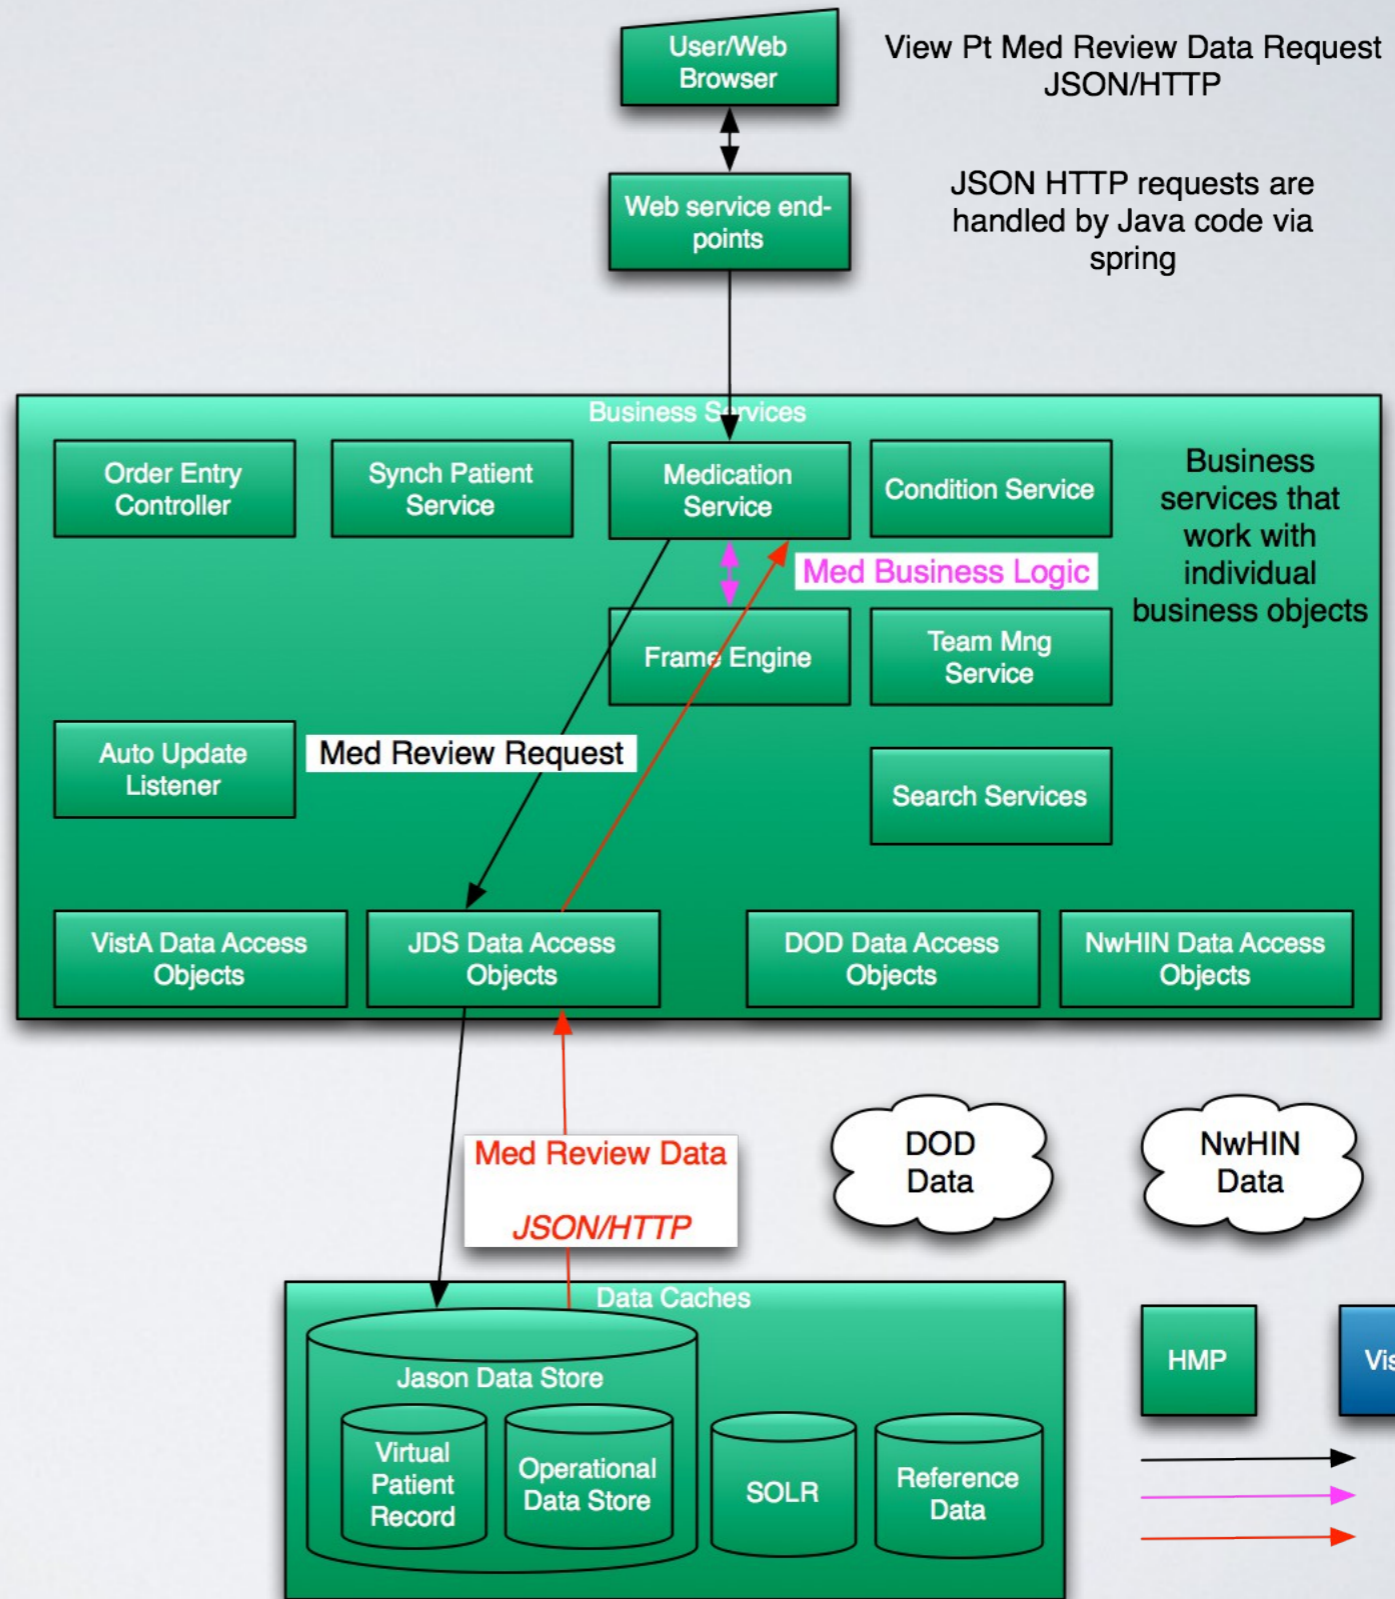 User/Web
Browser
View Pt Med Review Data Request
JSON/HTTP
Web service end-
points
JSON HTTP requests are
handled by Java code via
spring
Business Services
Order Entry
Controller
Synch Patient
Service
Medication
Service
Condition Service
Business
services that
work with
individual
business objects
Med Business Logic
Frame Engine
Team Mng
Service
Auto Update
Listener
Med Review Request
Search Services
VistA Data Access
Objects
JDS Data Access
Objects
DOD Data Access
Objects
NwHIN Data Access
Objects
Med Review Data
JSON/HTTP
DOD
Data
NwHIN
Data
Data Caches
Jason Data Store
Virtual
Patient
Record
Operational
Data Store
SOLR
Reference
Data
HMP